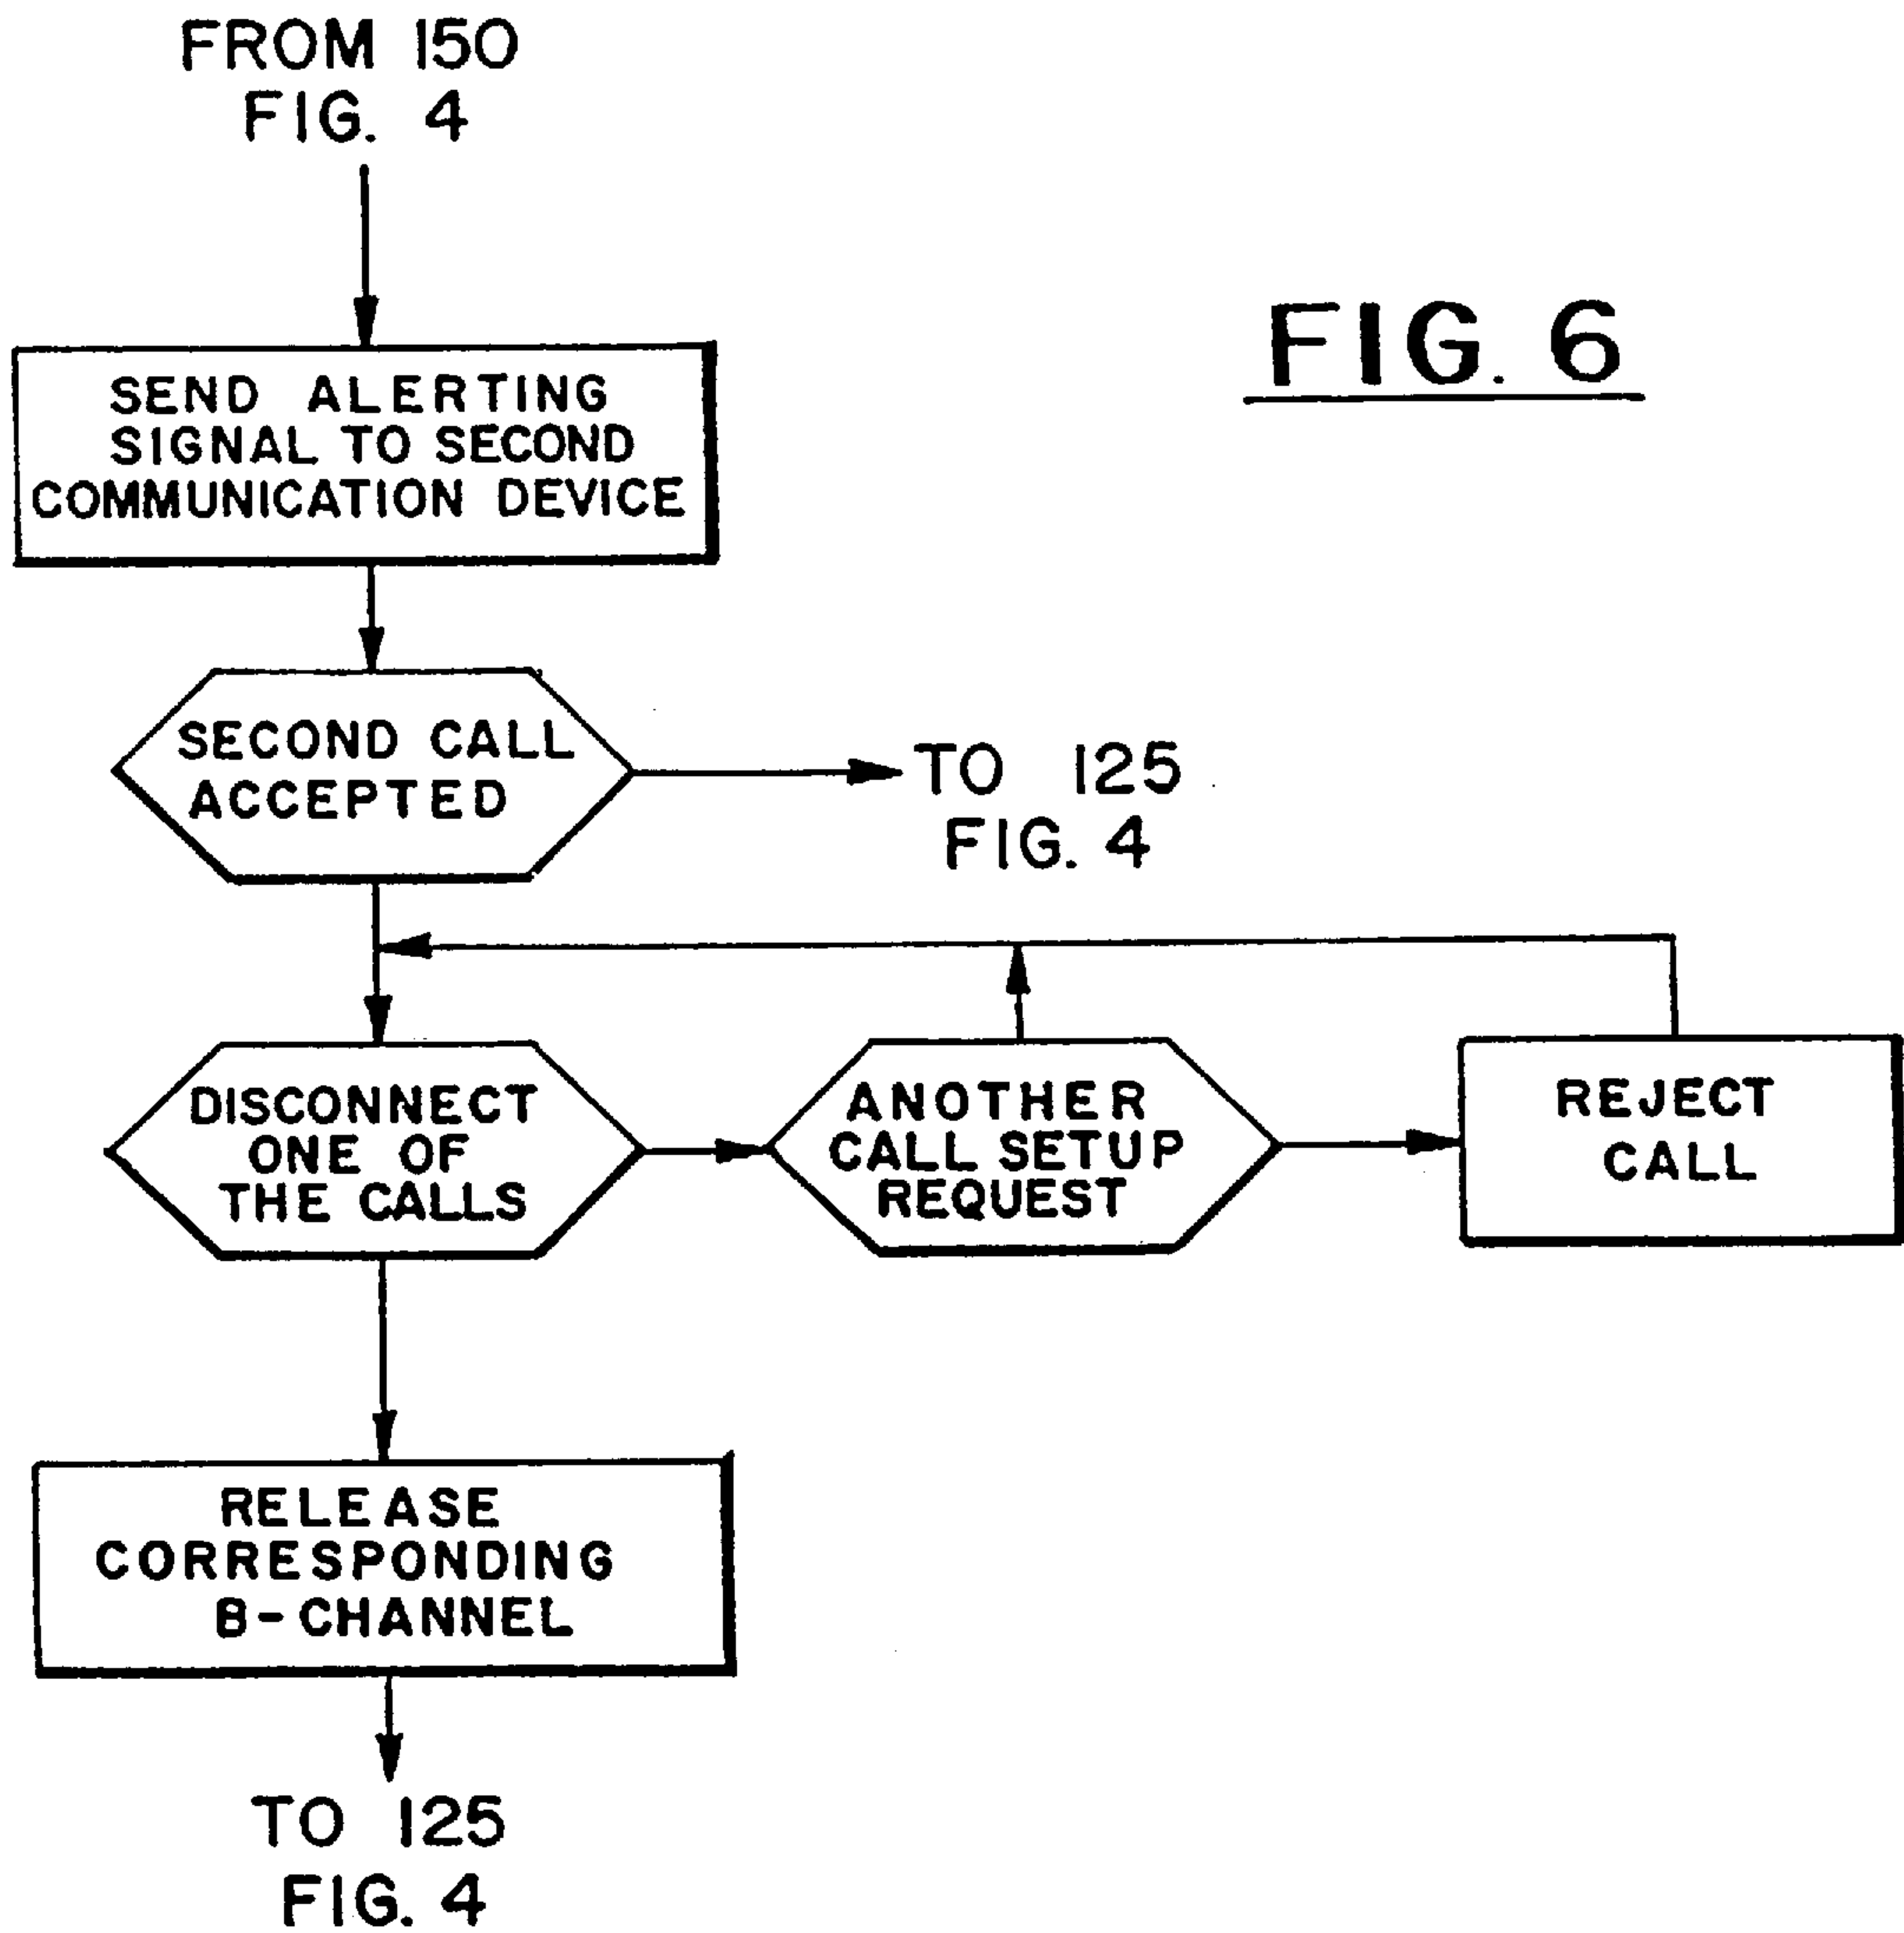 FROM 150
FIG. 4
FIG. 6
SEND ALERTING
SIGNAL TO SECOND
COMMUNICATION DEVICE
SECOND CALL
ACCEPTED
TO 125
FIG. 4
DISCONNECT
ONE OF
THE CALLS
ANOTHER
CALL SETUP
REQUEST
REJECT
CALL
RELEASE
CORRESPONDING
B-CHANNEL
TO 125
FIG. 4